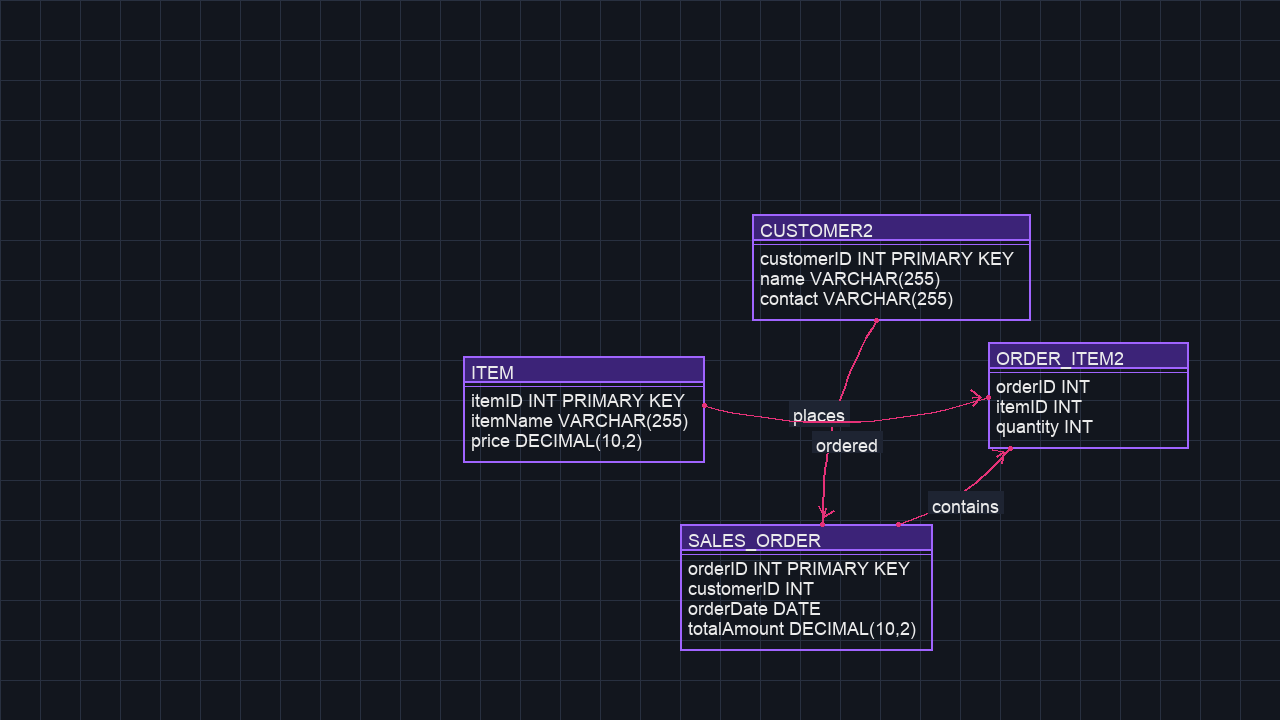 CUSTOMER2
customerID INT PRIMARY KEY
name VARCHAR(255)
contact VARCHAR(255)
ITEM
itemID INT PRIMARY KEY
itemName VARCHAR(255)
price DECIMAL(10,2)
ORDER_ITEM2
orderID INT
itemID INT
quantity INT
places
ordered
contains
SALES_ORDER
orderID INT PRIMARY KEY
customerID INT
orderDate DATE
totalAmount DECIMAL(10,2)